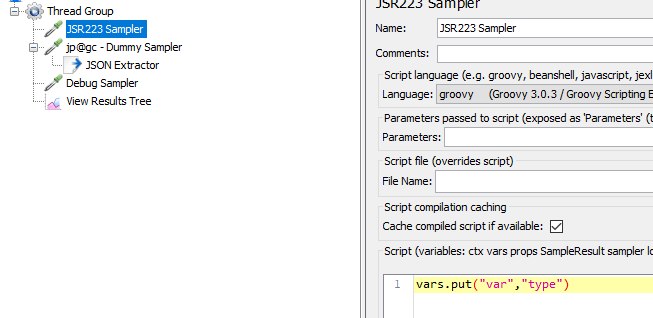 Thread Group
JSR223 Sampler
jp@gc - Dummy Sampler
JSON Extractor
Debug Sampler
View Results Tree
JSR223 Sampler
Name: JSR223 Sampler
Comments:
Script language (e.g. groovy, beanshell, javascript, jexl
Language: groovy (Groovy 3.0.3 / Groovy Scripting E
Parameters passed to script (exposed as 'Parameters' (t
Parameters:
Script file (overrides script)
File Name:
Script compilation caching
Cache compiled script if available:
Script (variables: ctx vars props SampleResult sampler lo
1 vars.put("var","type")